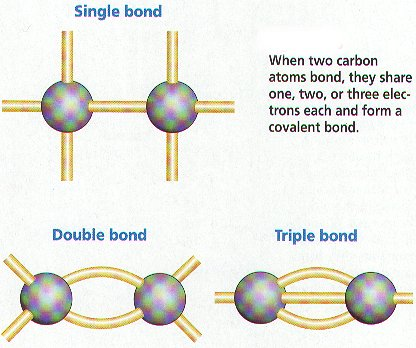 Single bond
When two carbon
atoms bond, they share
one, two, or three elec-
trons each and form a
covalent bond.
Double bond
Triple bond